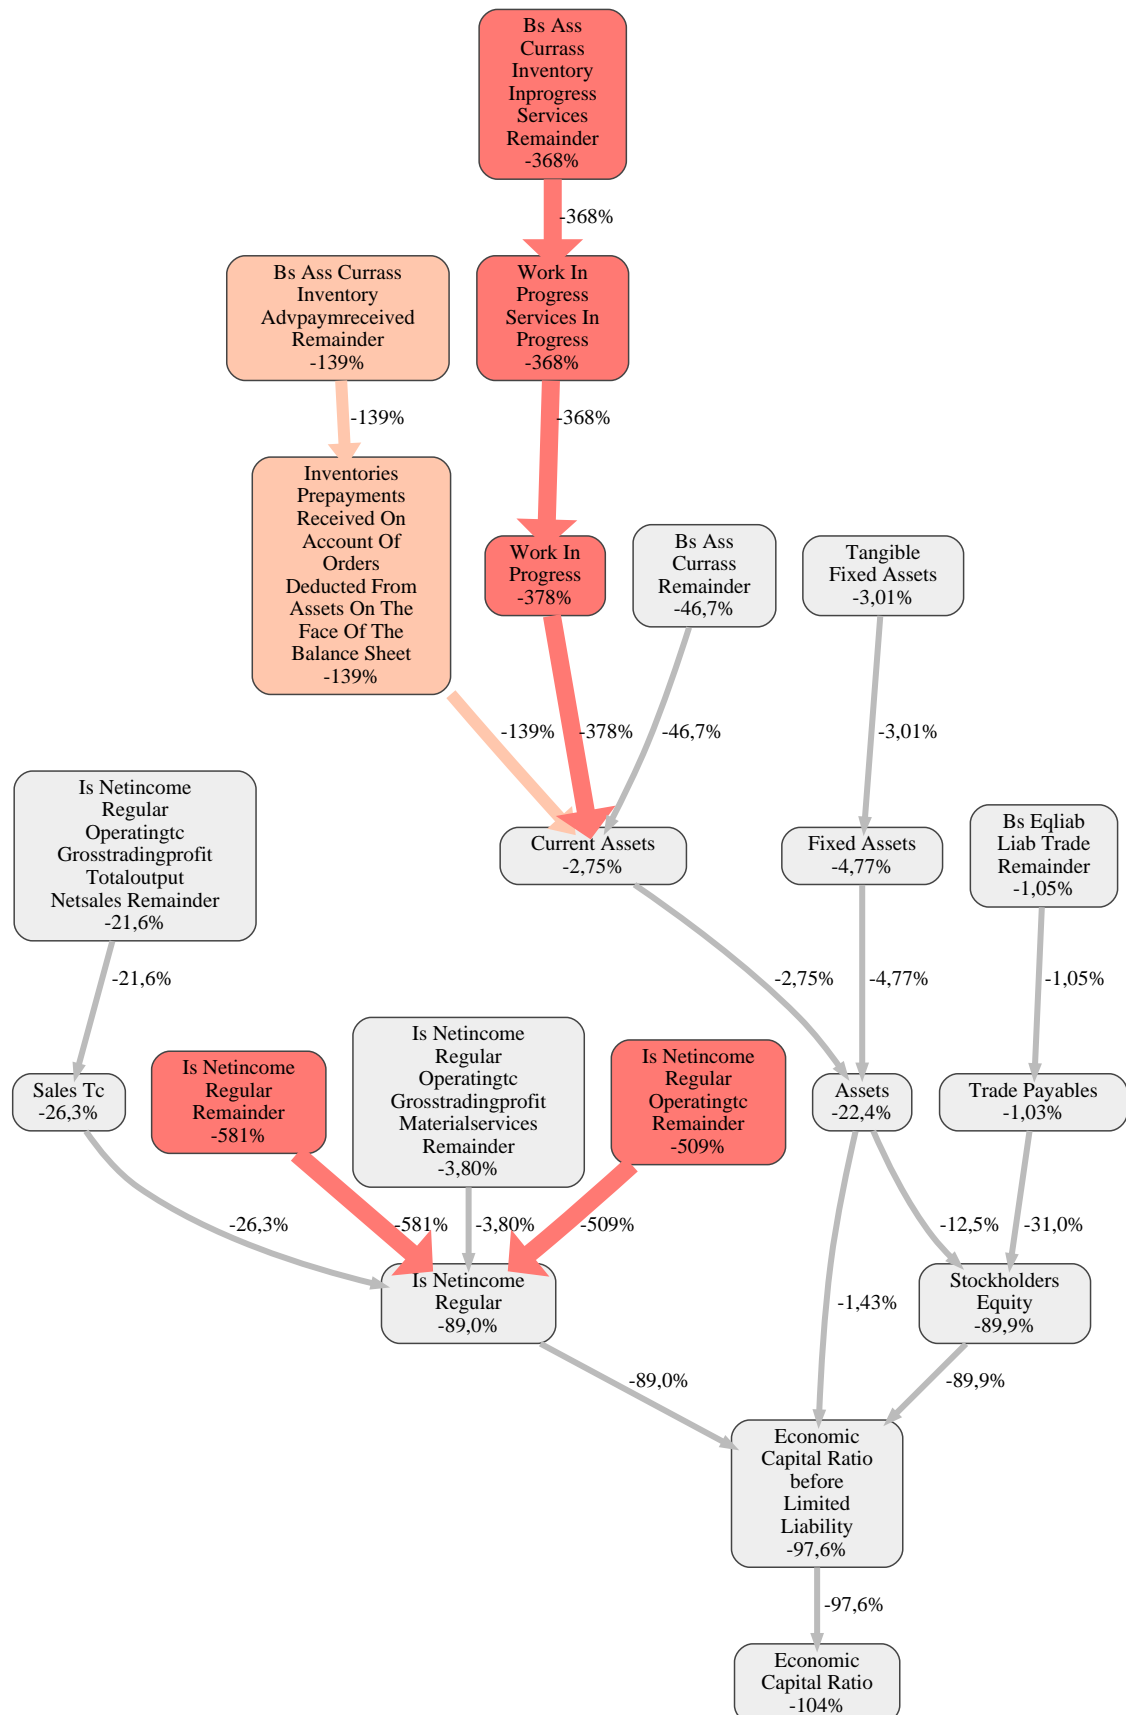 Bs Ass
Currass
Inventory
Inprogress
Services
Remainder
-368%
-368%
Bs Ass Currass
Inventory
Advpaymreceived
Remainder
-139%
Work In
Progress
Services In
Progress
-368%
-139%
-368%
Inventories
Prepayments
Received On
Account Of
Orders
Deducted From
Assets On The
Face Of The
Balance Sheet
-139%
Work In
Progress
-378%
Bs Ass
Currass
Remainder
-46,7%
Tangible
Fixed Assets
-3,01%
-139%
-378%
-46,7%
-3,01%
Is Netincome
Regular
Operatingtc
Grosstradingprofit
Totaloutput
Netsales Remainder
-21,6%
Current Assets
-2,75%
Fixed Assets
-4,77%
Bs Eqliab
Liab Trade
Remainder
-1,05%
-21,6%
-2,75%
-4,77%
-1,05%
Sales Tc
-26,3%
Is Netincome
Regular
Remainder
-581%
Is Netincome
Regular
Operatingtc
Grosstradingprofit
Materialservices
Remainder
-3,80%
Is Netincome
Regular
Operatingtc
Remainder
-509%
Assets
-22,4%
Trade Payables
-1,03%
-26,3%
-581%
-3,80%
-509%
-12,5%
-31,0%
Is Netincome
Regular
-89,0%
-1,43%
Stockholders
Equity
-89,9%
-89,0%
-89,9%
Economic
Capital Ratio
before
Limited
Liability
-97,6%
-97,6%
Economic
Capital Ratio
-104%